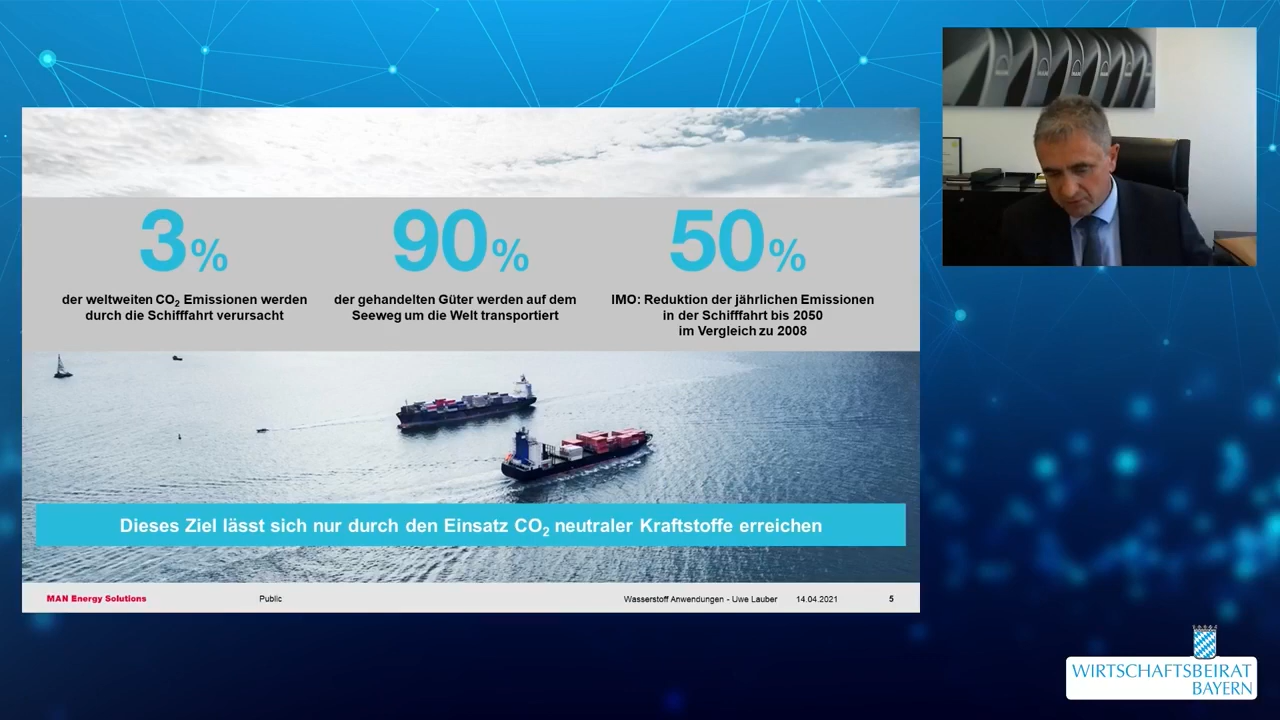 3%
der weltweiten CO₂ Emissionen werden
durch die Schifffahrt verursacht
90%
der gehandelten Güter werden auf dem
Seeweg um die Welt transportiert
50%
IMO: Reduktion der jährlichen Emissionen
in der Schifffahrt bis 2050
im Vergleich zu 2008
Dieses Ziel lässt sich nur durch den Einsatz CO₂ neutraler Kraftstoffe erreichen
MAN Energy Solutions Public Wasserstoff Anwendungen - Uwe Lauber 14.04.2021 5
MAN
WIRTSCHAFTSBEIRAT
BAYERN